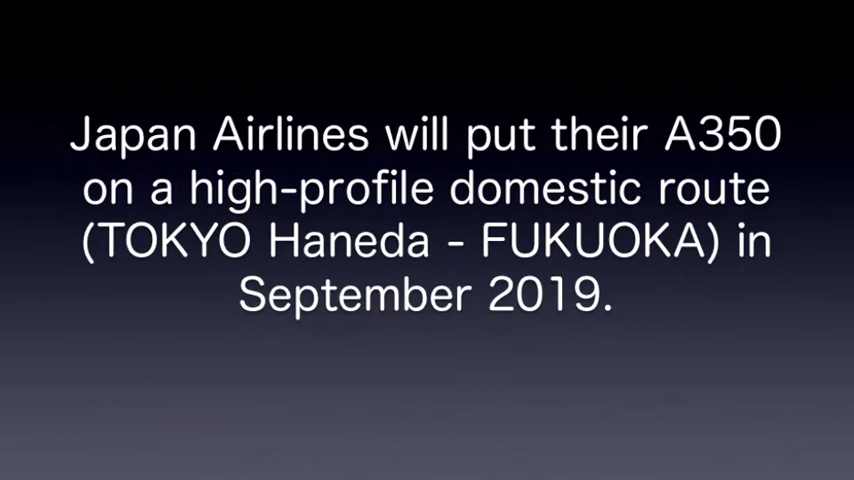 Japan Airlines will put their A350
on a high-profile domestic route
(TOKYO Haneda - FUKUOKA) in
September 2019.